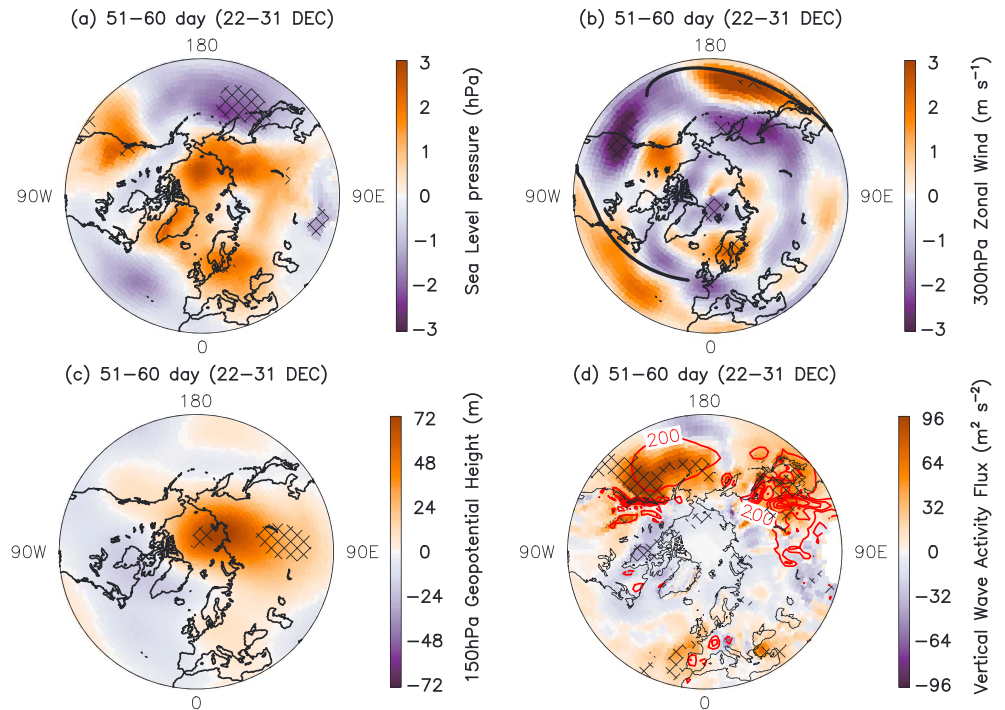 (a) 51−60 day (22−31 DEC)
180
90W
90E
0
3
2
1
0
−1
−2
−3
Sea Level pressure (hPa)
(b) 51−60 day (22−31 DEC)
180
90W
90E
0
3
2
1
0
−1
−2
−3
300hPa Zonal Wind (m s⁻¹)
(c) 51−60 day (22−31 DEC)
180
90W
90E
0
72
48
24
0
−24
−48
−72
150hPa Geopotential Height (m)
(d) 51−60 day (22−31 DEC)
180
200
200
90W
90E
0
96
64
32
0
−32
−64
−96
Vertical Wave Activity Flux (m² s⁻²)